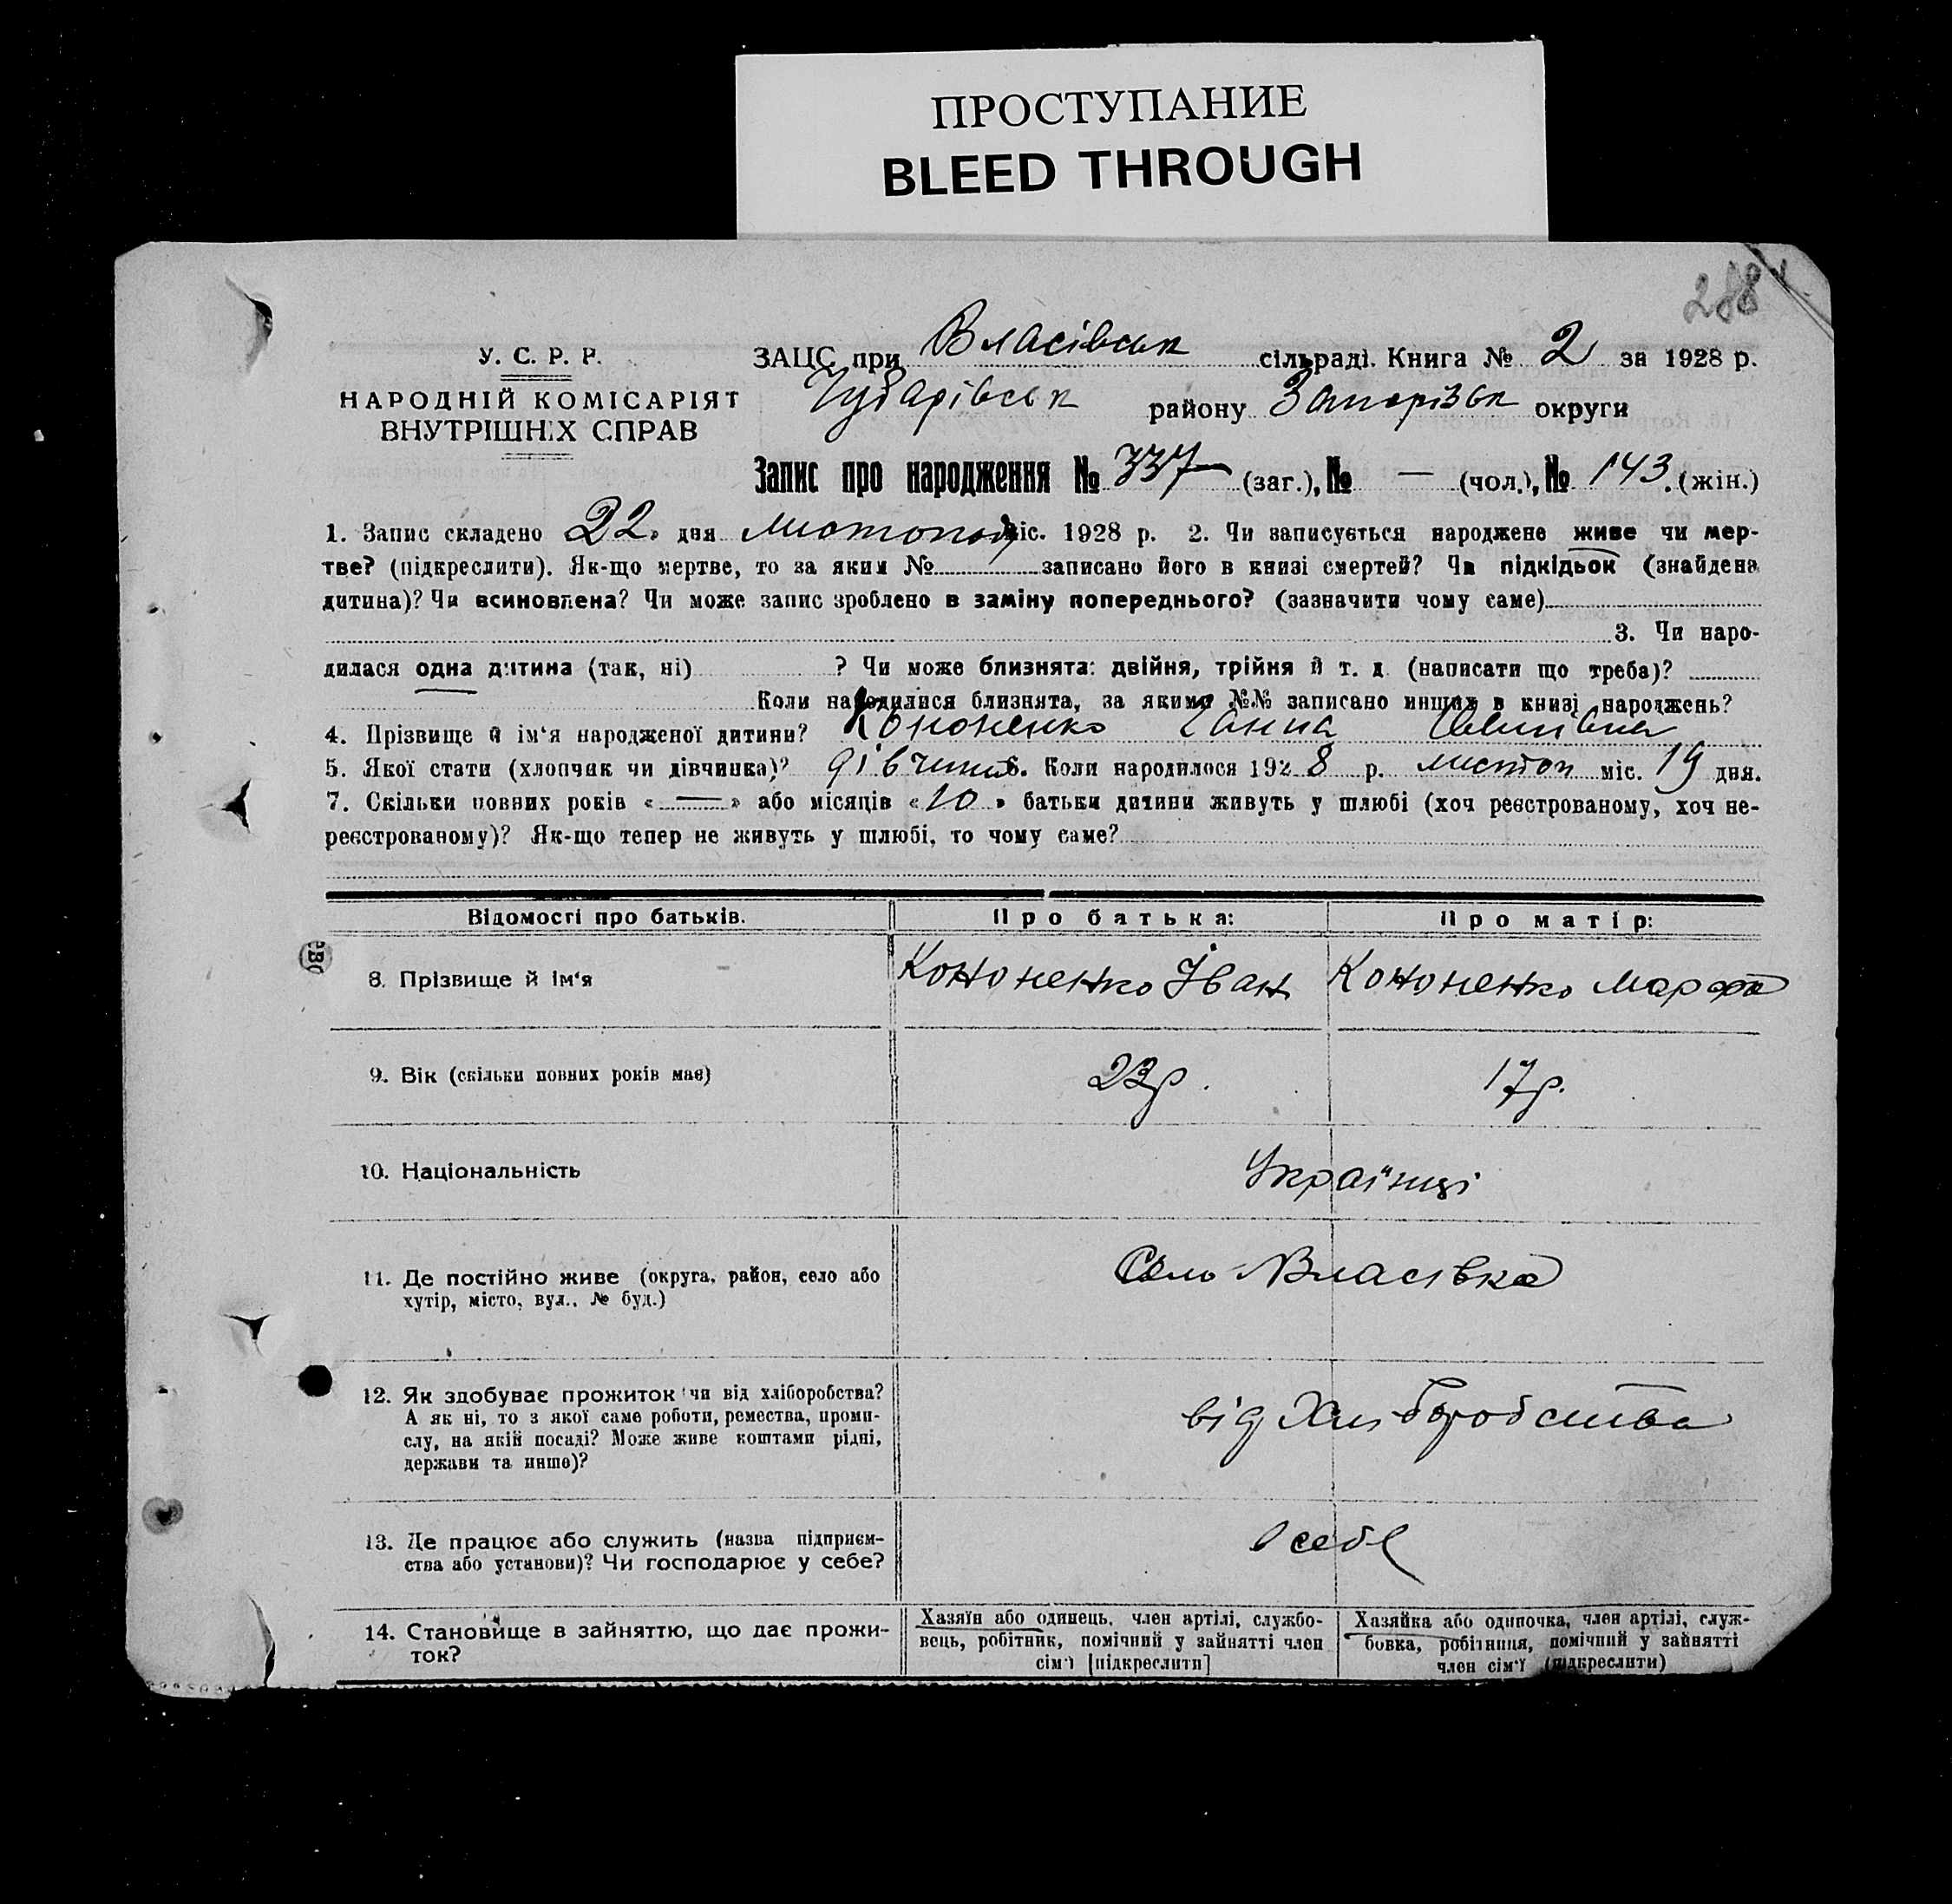 ПРОСТУПАНИЕ
BLEED THROUGH
288
У. С. Р. Р.
НАРОДНІЙ КОМІСАРІЯТ
ВНУТРІШНІХ СПРАВ
ЗАЦС при Власівськ сільраді. Книга № 2 за 1928 р.
Чубарівськ району Запорізьк округи
Запис про народження № 337 (заг.), № — (чол.), № 143 (жін.)
1. Запис складено 22. дня листопад міс. 1928 р. 2. Чи записується народжене живе чи мер-
тве? (підкреслити). Як-що мертве, то за яким № записано його в книзі смертей? Чи підкідьок (знайдена
дитина)? Чи всиновлена? Чи може запис зроблено в заміну попереднього? (зазначити чому саме)
3. Чи наро-
дилася одна дитина (так, ні) ? Чи може близнята: двійня, трійня й т. д. (написати що треба)?
Коли народилися близнята, за якими №№ записано инших в книзі народжень?
4. Прізвище й ім‘я народженої дитини? Кононенко Ганна Іванівна
5. Якої стати (хлопчик чи дівчинка)? дівчина 6. Коли народилося 1928 р. листоп міс. 19 дня.
7. Скільки повних років « — » або місяців « 10 » батьки дитини живуть у шлюбі (хоч реєстрованому, хоч не-
реєстрованому)? Як-що тепер не живуть у шлюбі, то чому саме?
Відомості про батьків. Про батька: Про матір:
8. Прізвище й ім‘я Кононенко Іван Кононенко Марфа
9. Вік (скільки повних років має) 23р. 17р.
10. Національність Українці
11. Де постійно живе (округа, район, село або
хутір, місто, вул., № буд.) Село Власівка
12. Як здобуває прожиток чи від хліборобства?
А як ні, то з якої саме роботи, ремества, проми-
слу, на якій посаді? Може живе коштами рідні,
держави та инше)? від Хліборобства
13. Де працює або служить (назва підприєм-
ства або установи)? Чи господарює у себе? У себе
14. Становище в зайняттю, що дає прожи-
ток?
Хазяїн або одинець, член артілі, службо-
вець, робітник, помічний у зайнятті член
сім‘ї [підкреслити]
Хазяйка або одиночка, член артілі, служ-
бовка, робітниця, помічний у зайнятті
член сім‘ї (підкреслити)